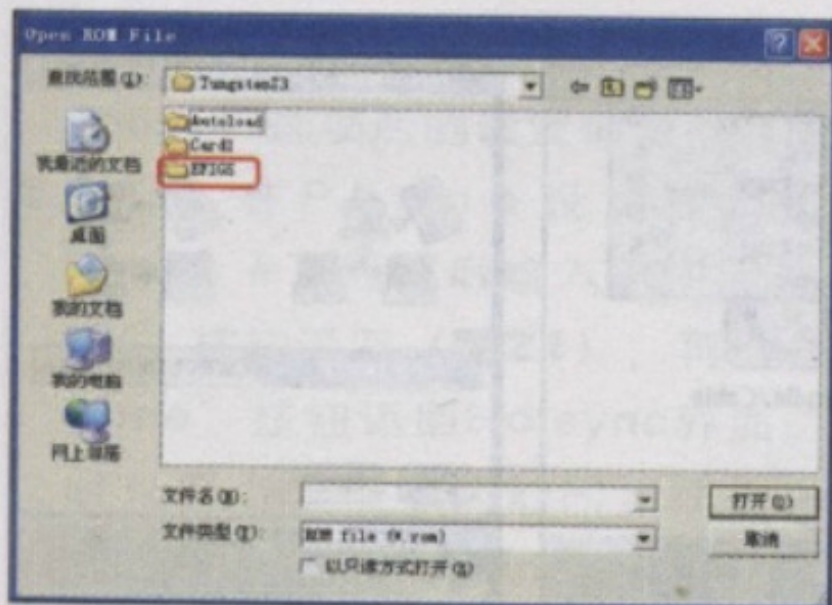 Open ROM File
查找范围(I):
TungstenT3
Autoload
Card1
EFIGS
我最近的文档
桌面
我的文档
我的电脑
网上邻居
文件名(N):
打开(O)
文件类型(T):
ROM file (*.rom)
取消
以只读方式打开(R)